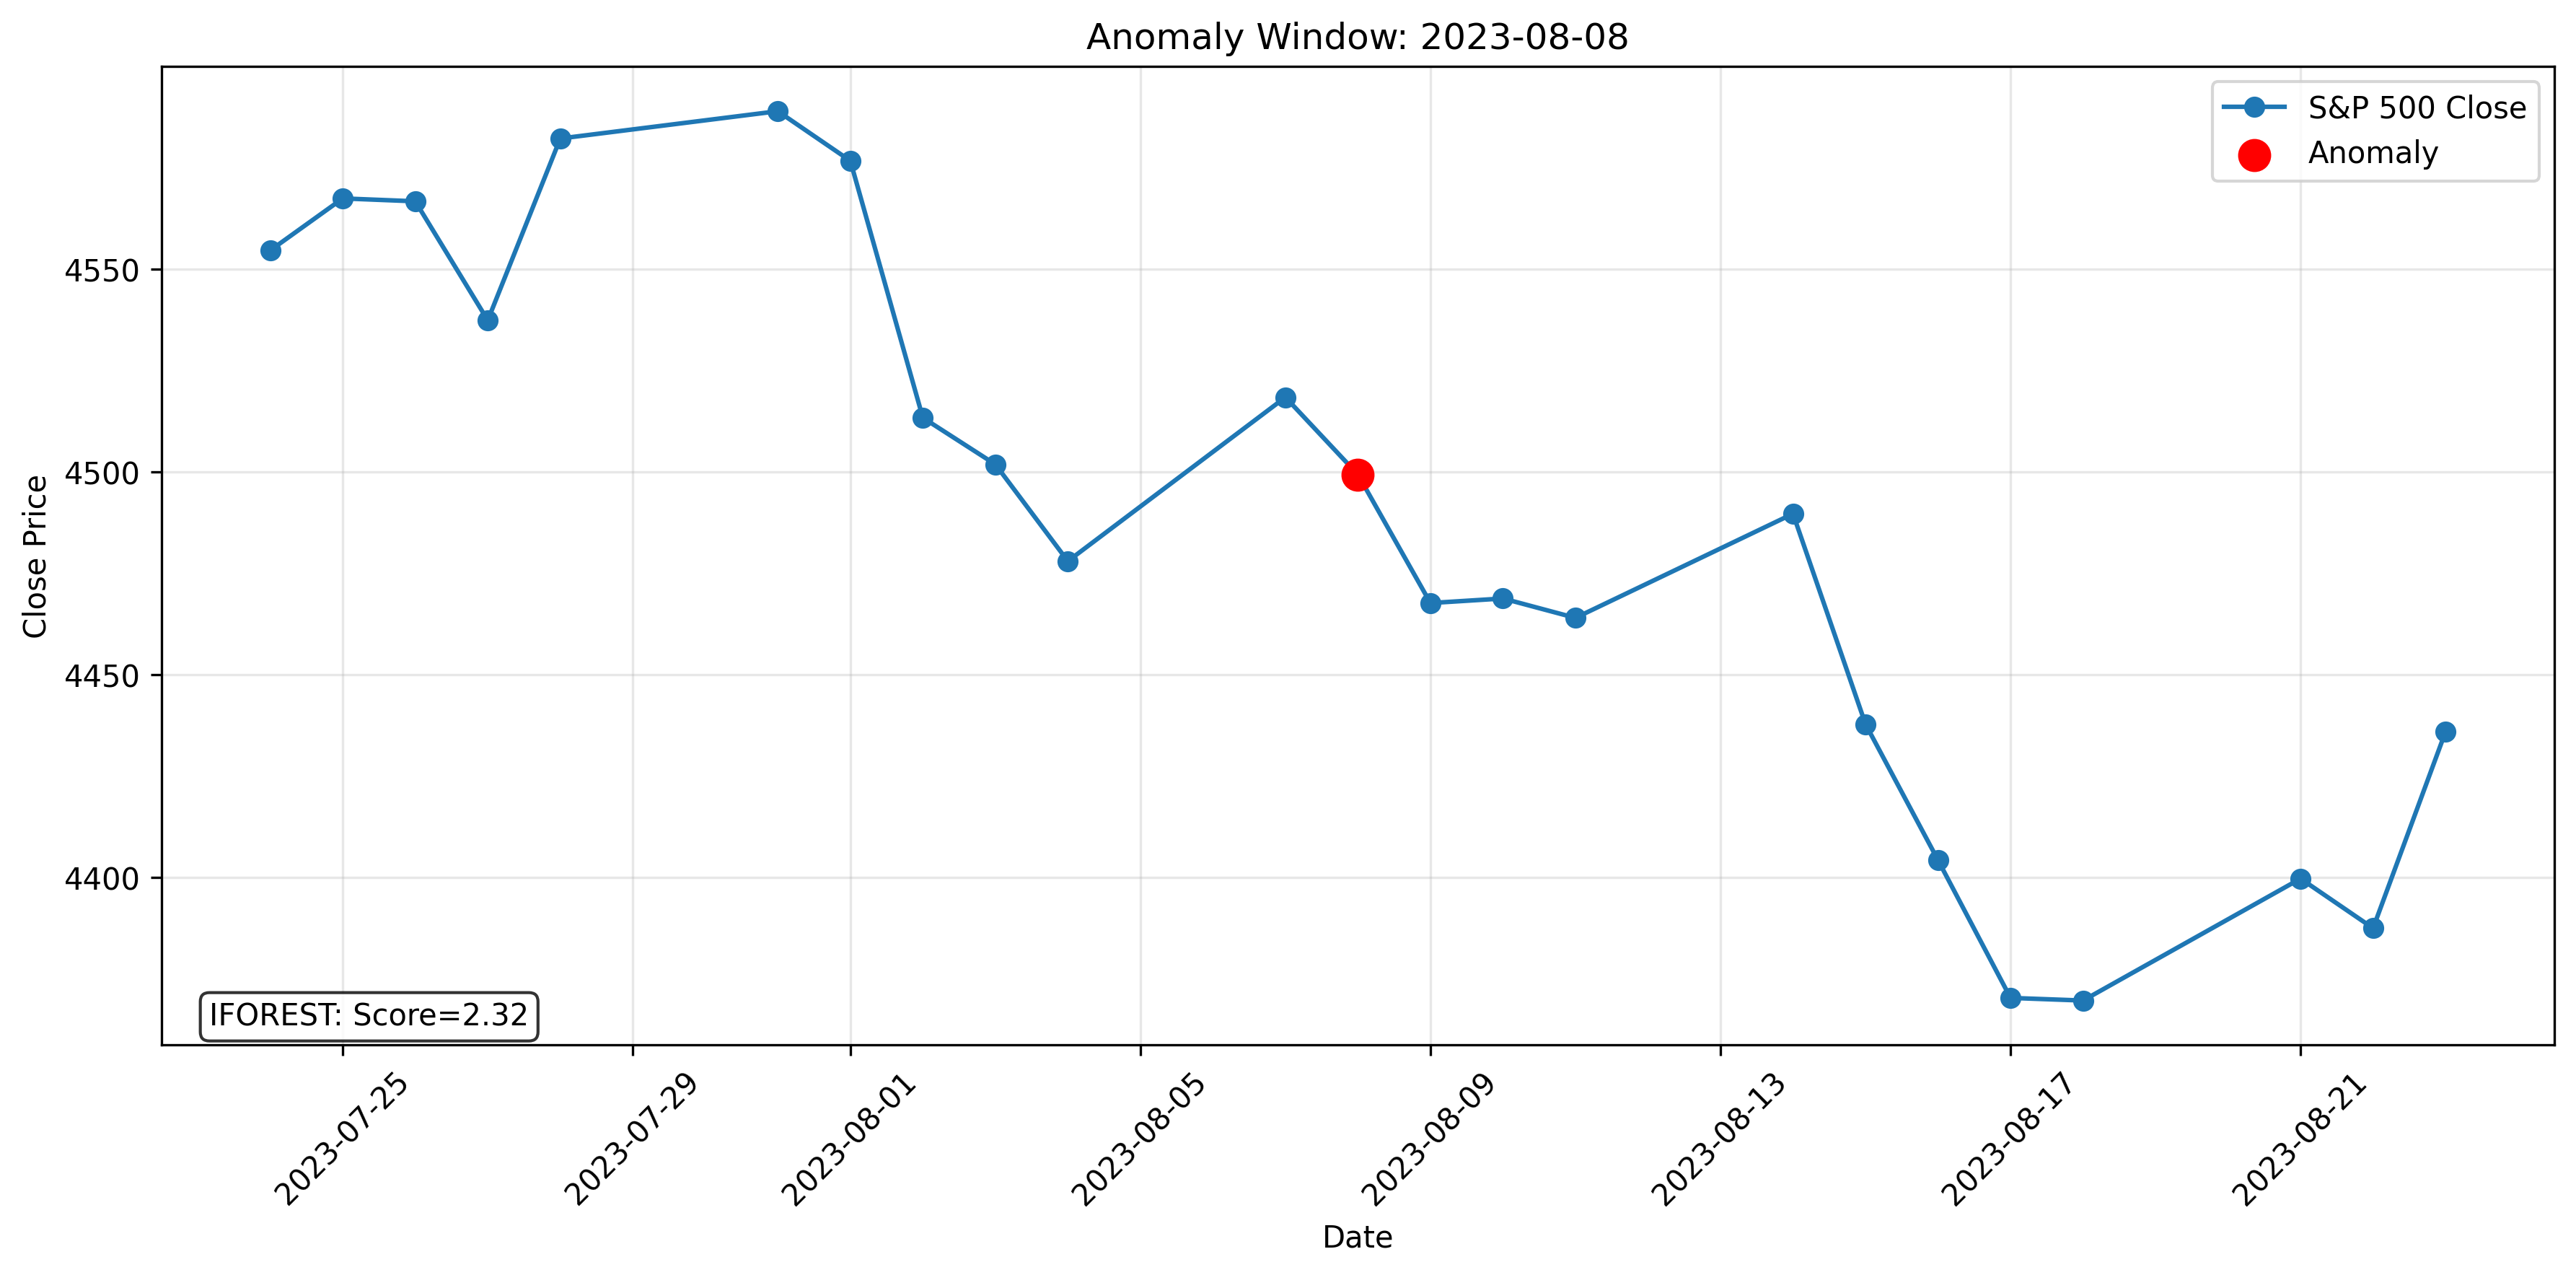 Anomaly Window: 2023-08-08
S&P 500 Close
Anomaly
Close Price
4550
4500
4450
4400
IFOREST: Score=2.32
2023-07-25
2023-07-29
2023-08-01
2023-08-05
2023-08-09
2023-08-13
2023-08-17
2023-08-21
Date